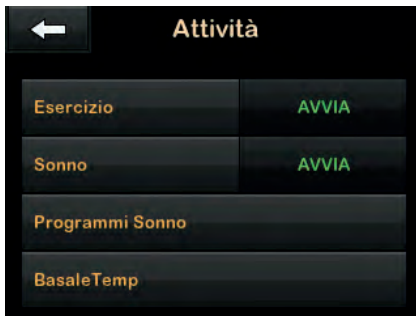 Attività
Esercizio AVVIA
Sonno AVVIA
Programmi Sonno
BasaleTemp